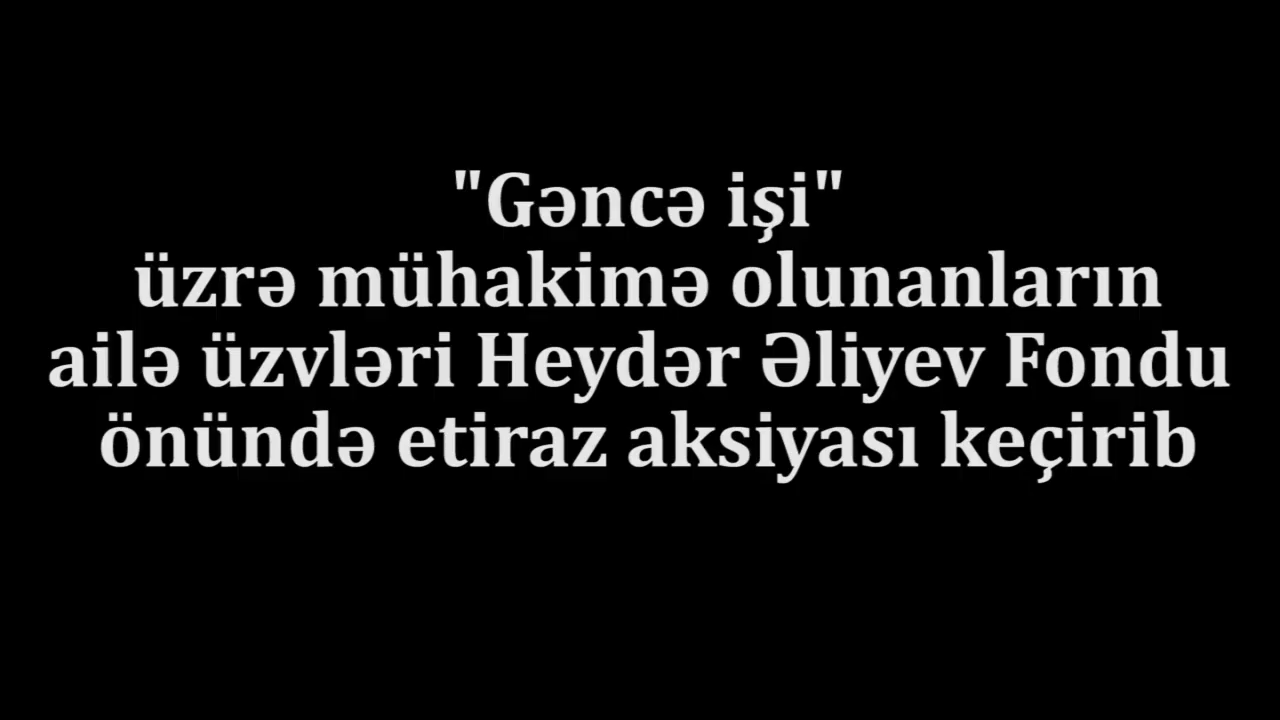 "Gəncə işi"
üzrə mühakimə olunanların
ailə üzvləri Heydər Əliyev Fondu
önündə etiraz aksiyası keçirib